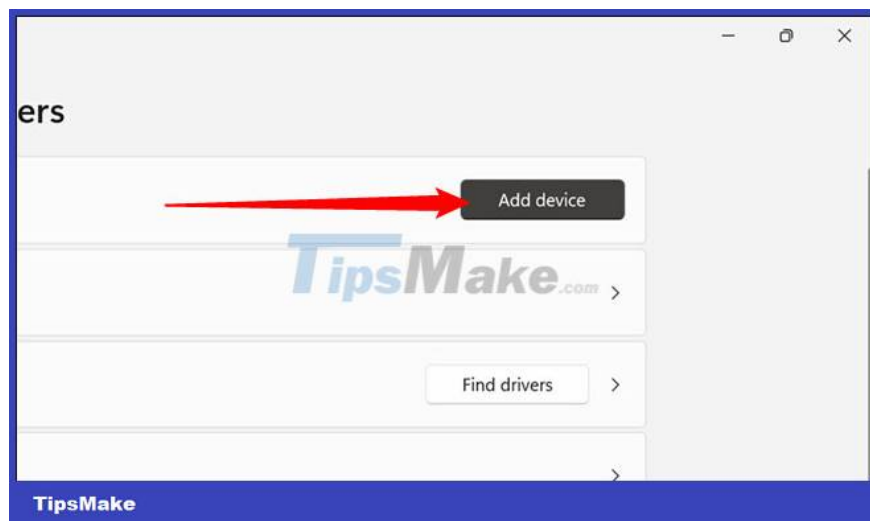 ers
Add device
TipsMake.com
Find drivers
TipsMake